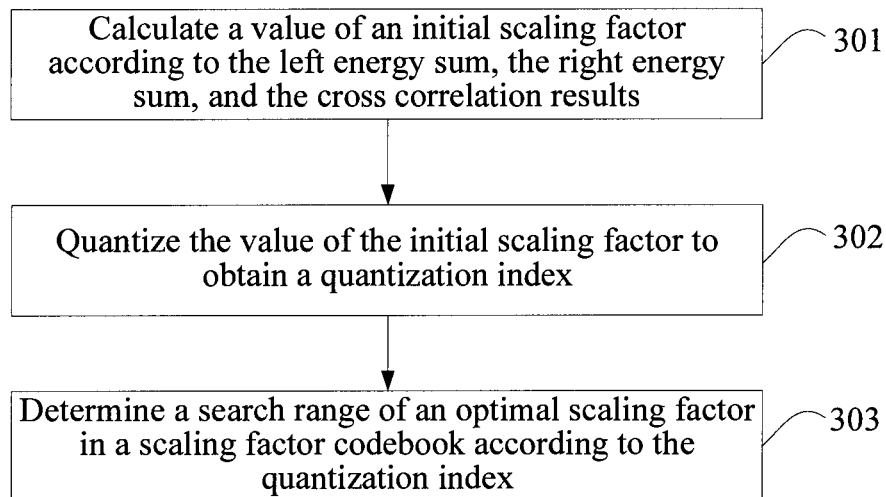 Calculate a value of an initial scaling factor
according to the left energy sum, the right energy
sum, and the cross correlation results
301
Quantize the value of the initial scaling factor to
obtain a quantization index
302
Determine a search range of an optimal scaling factor
in a scaling factor codebook according to the
quantization index
303